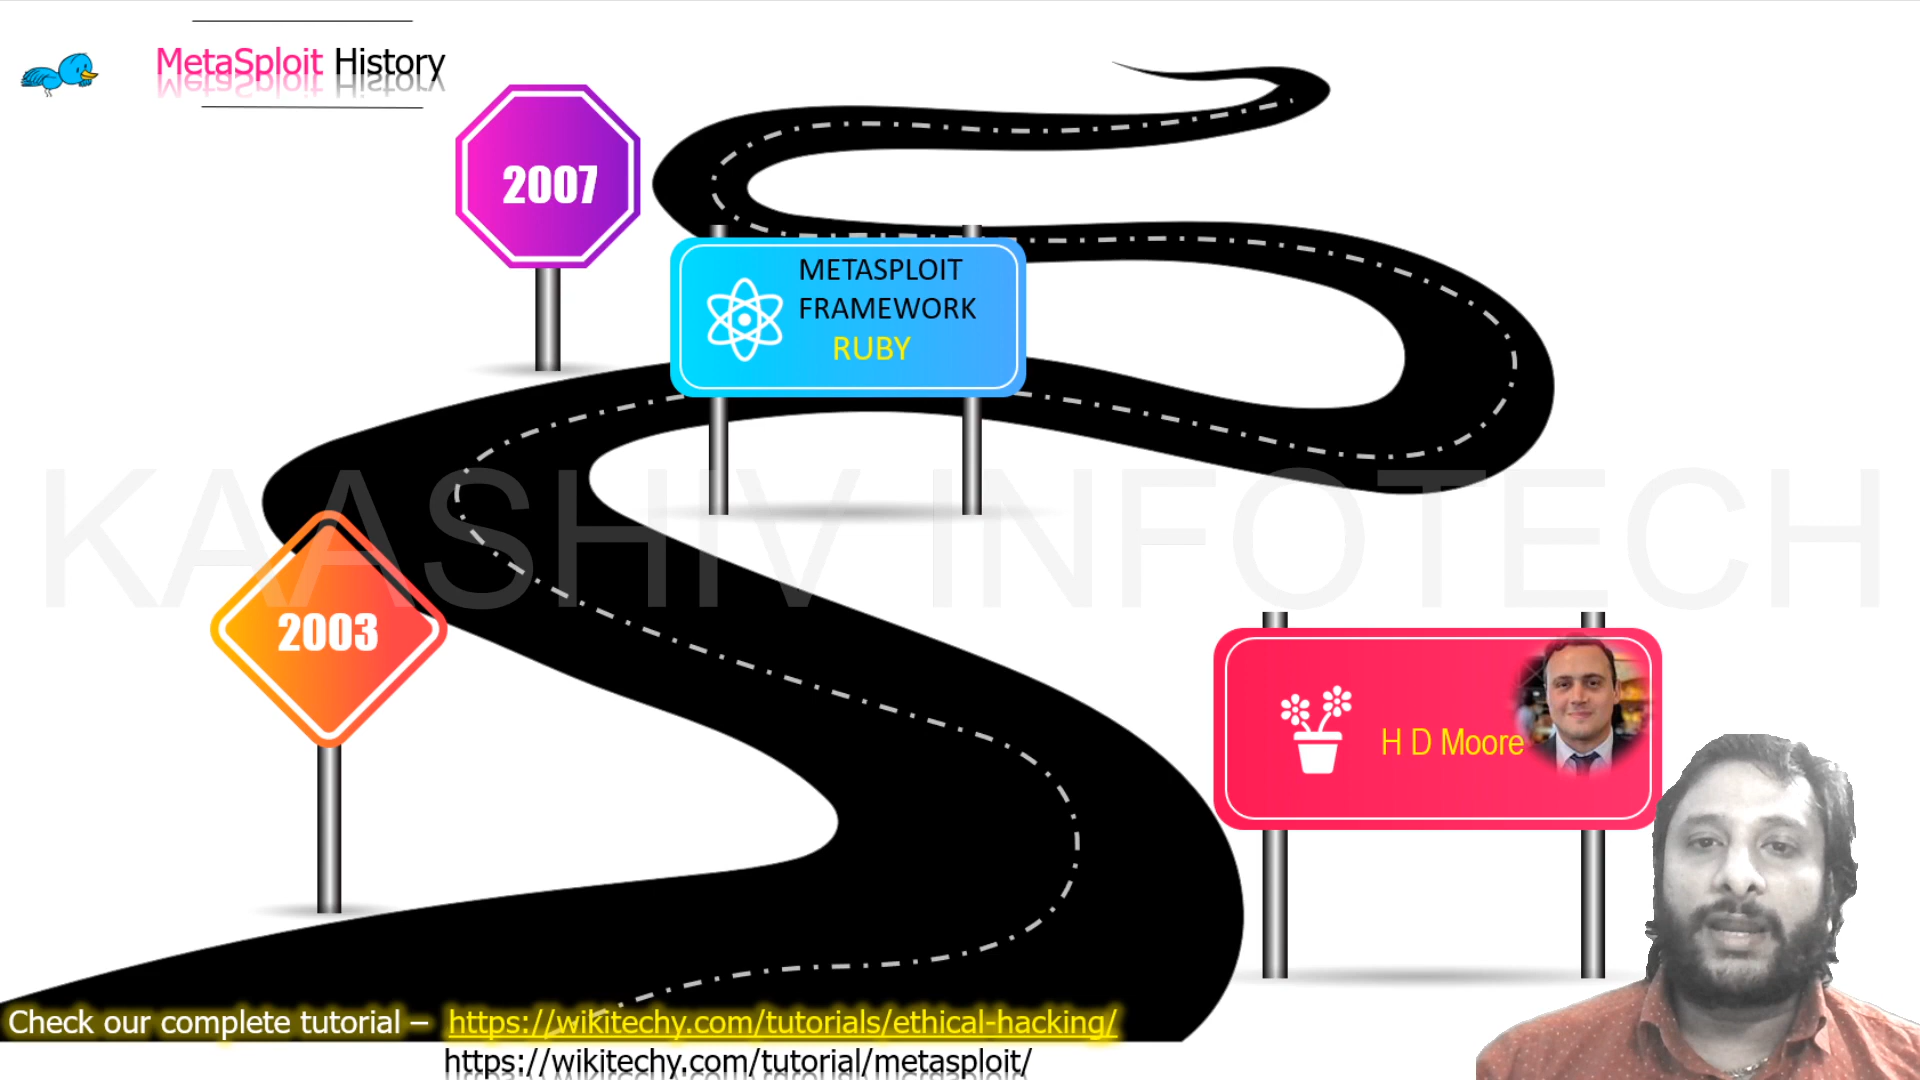 MetaSploit History
2007
METASPLOIT
FRAMEWORK
RUBY
KAASHIV INFOTECH
2003
H D Moore
Check our complete tutorial – https://wikitechy.com/tutorials/ethical-hacking/
https://wikitechy.com/tutorial/metasploit/